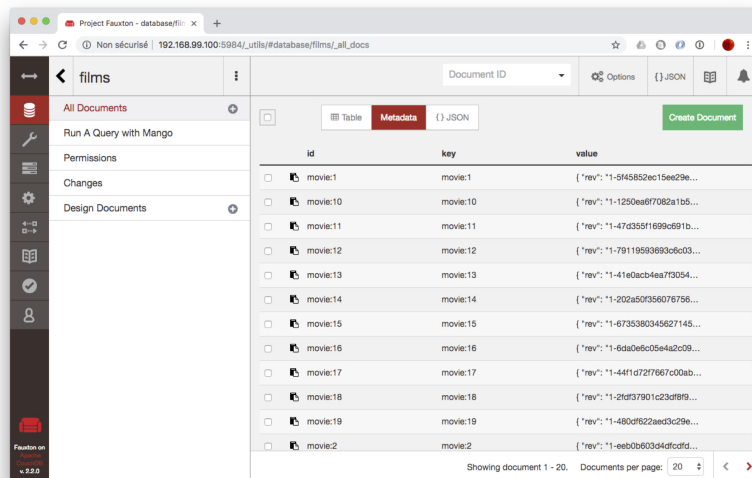 Project Fauxton - database/film
Non sécurisé | 192.168.99.100:5984/_utils/#database/films/_all_docs
films
Document ID
Options
{ } JSON
All Documents
Run A Query with Mango
Permissions
Changes
Design Documents
Table
Metadata
{ } JSON
Create Document
id key value
movie:1 movie:1 { "rev": "1-5f45852ec15ee29e...
movie:10 movie:10 { "rev": "1-1250ea6f7082a1b5...
movie:11 movie:11 { "rev": "1-47d355f1699c691b...
movie:12 movie:12 { "rev": "1-79119593693c6c03...
movie:13 movie:13 { "rev": "1-41e0acb4ea7f3054...
movie:14 movie:14 { "rev": "1-202a50f356076756...
movie:15 movie:15 { "rev": "1-6735380345627145...
movie:16 movie:16 { "rev": "1-6da0e6c05e4a2c09...
movie:17 movie:17 { "rev": "1-44f1d72f7667c00ab...
movie:18 movie:18 { "rev": "1-2fdf37901c23df8f9...
movie:19 movie:19 { "rev": "1-480df622aed3c29e...
movie:2 movie:2 { "rev": "1-eeb0b603d4dfcdfd...
Fauxton on
Apache
CouchDB
v. 2.2.0
Showing document 1 - 20.
Documents per page: 20